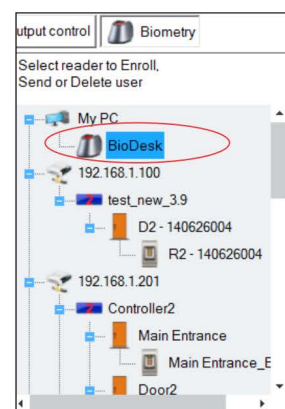 utput control
Biometry
Select reader to Enroll,
Send or Delete user
My PC
BioDesk
192.168.1.100
test_new_3.9
D2 - 140626004
R2 - 140626004
192.168.1.201
Controller2
Main Entrance
Main Entrance_E
Door2